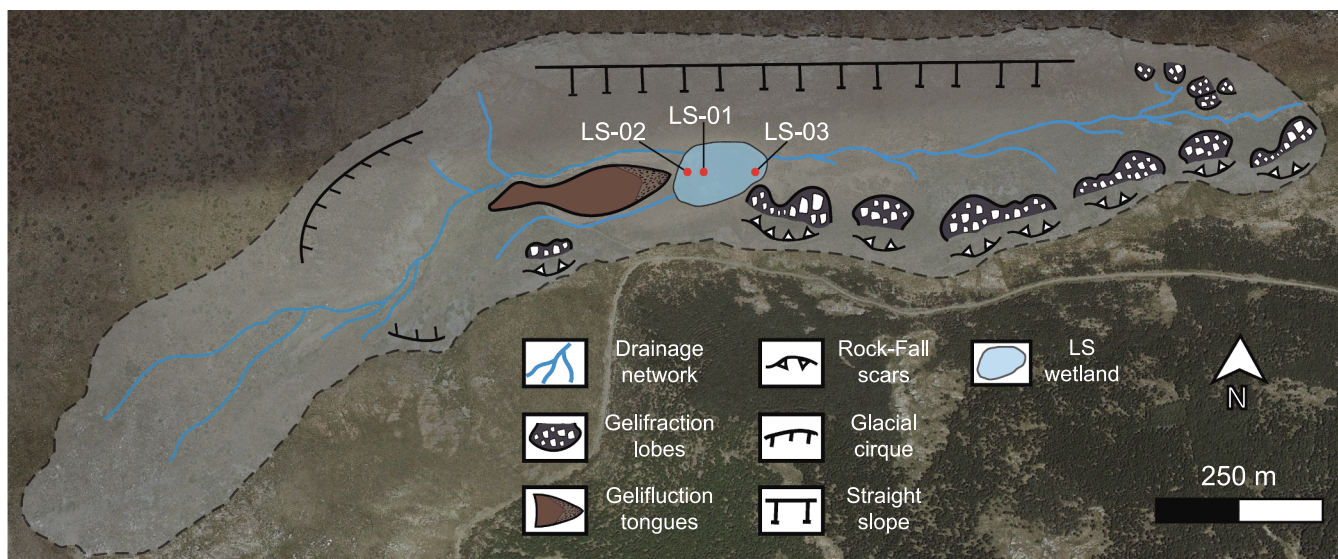 LS-02
LS-01
LS-03
Drainage
network
Rock-Fall
scars
LS
wetland
Gelifraction
lobes
Glacial
cirque
N
Gelifluction
tongues
Straight
slope
250 m